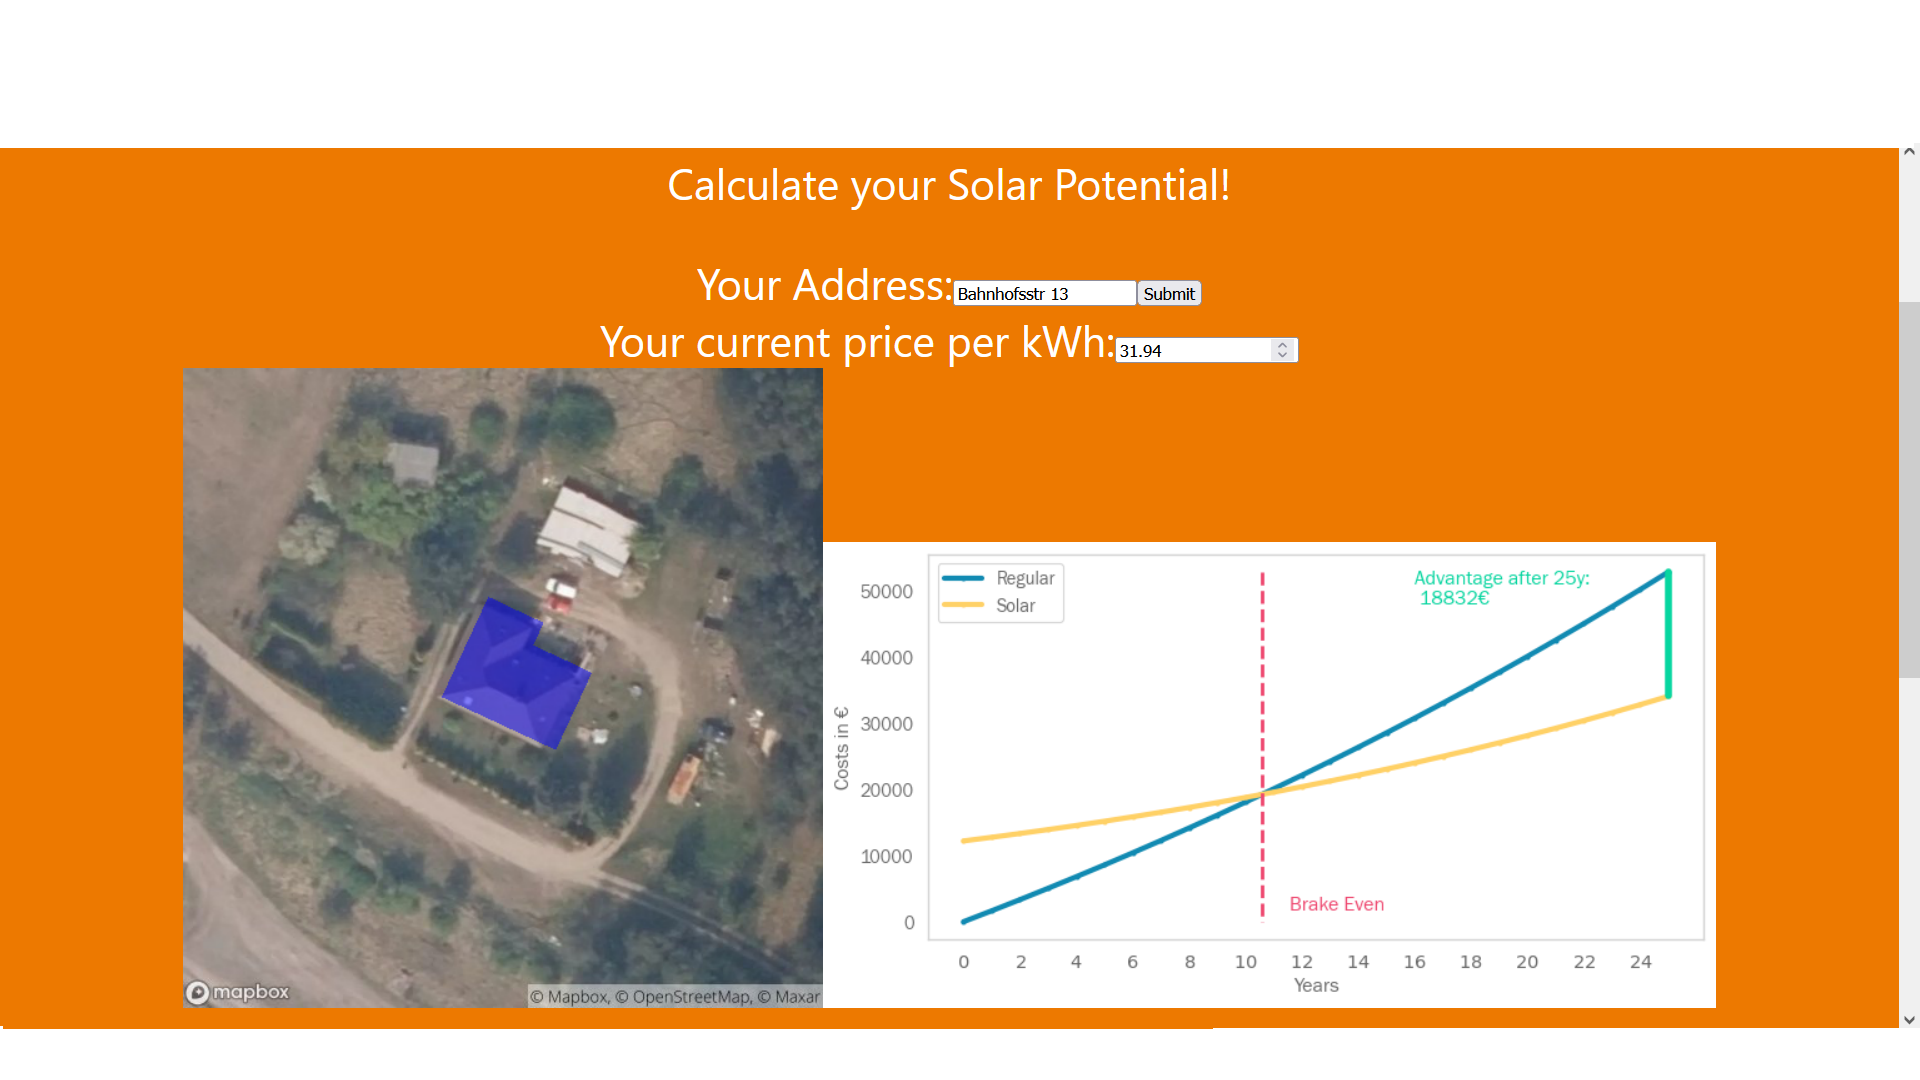 Calculate your Solar Potential!
Your Address: Bahnhofsstr 13 Submit
Your current price per kWh: 31.94
mapbox
© Mapbox, © OpenStreetMap, © Maxar
Regular
Solar
Advantage after 25y:
18832€
50000
40000
30000
20000
10000
0
Costs in €
Brake Even
0 2 4 6 8 10 12 14 16 18 20 22 24
Years